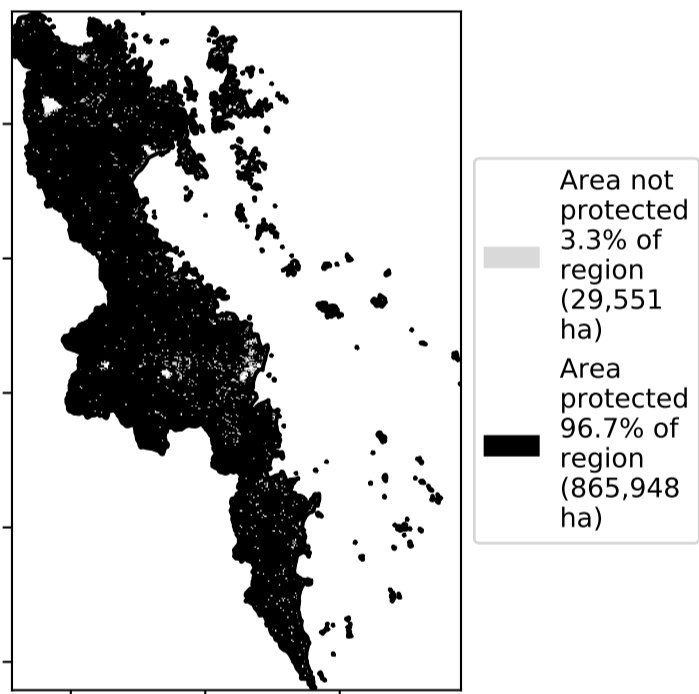 Area not
protected
3.3% of
region
(29,551
ha)
Area
protected
96.7% of
region
(865,948
ha)